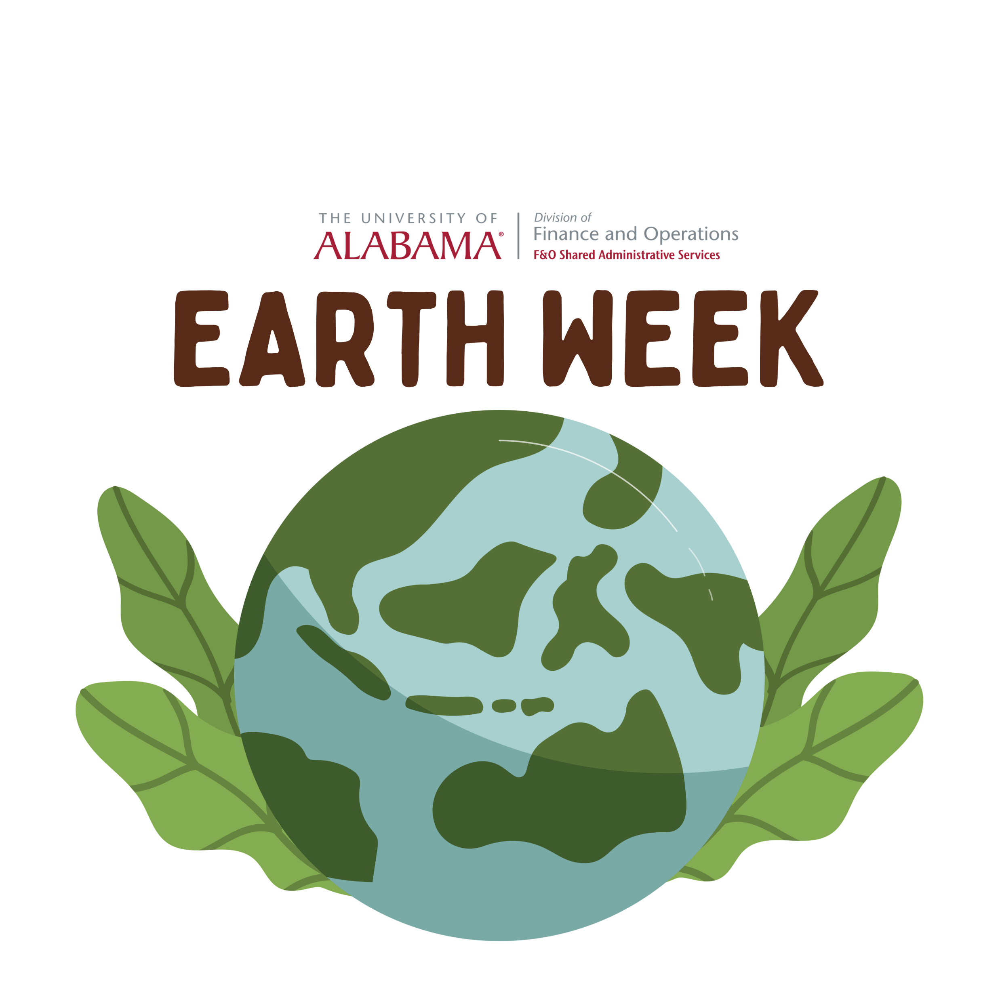 THE UNIVERSITY OF
ALABAMA®
Division of
Finance and Operations
F&O Shared Administrative Services
EARTH WEEK